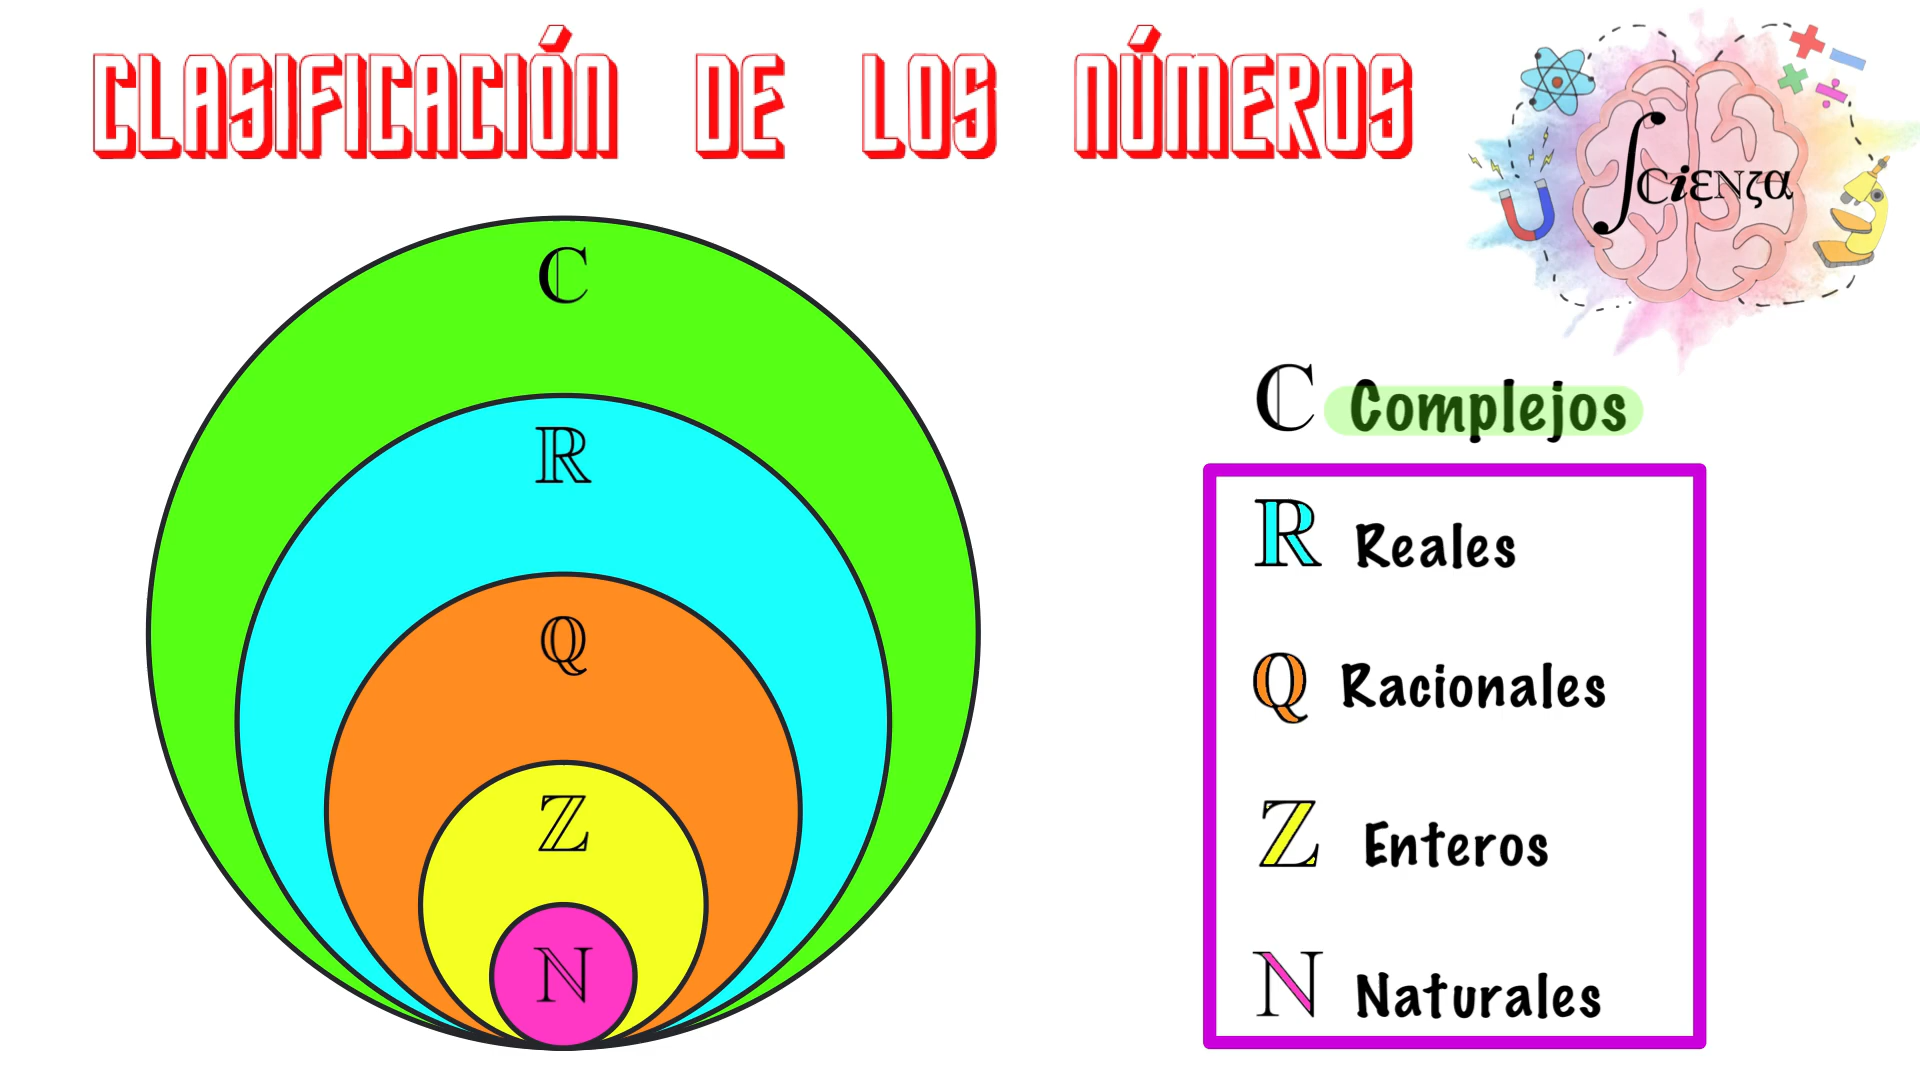 CLASIFICACIÓN DE LOS NÚMEROS
∫CiENζα
ℂ
ℝ
ℚ
ℤ
ℕ
ℂ Complejos
ℝ Reales
ℚ Racionales
ℤ Enteros
ℕ Naturales